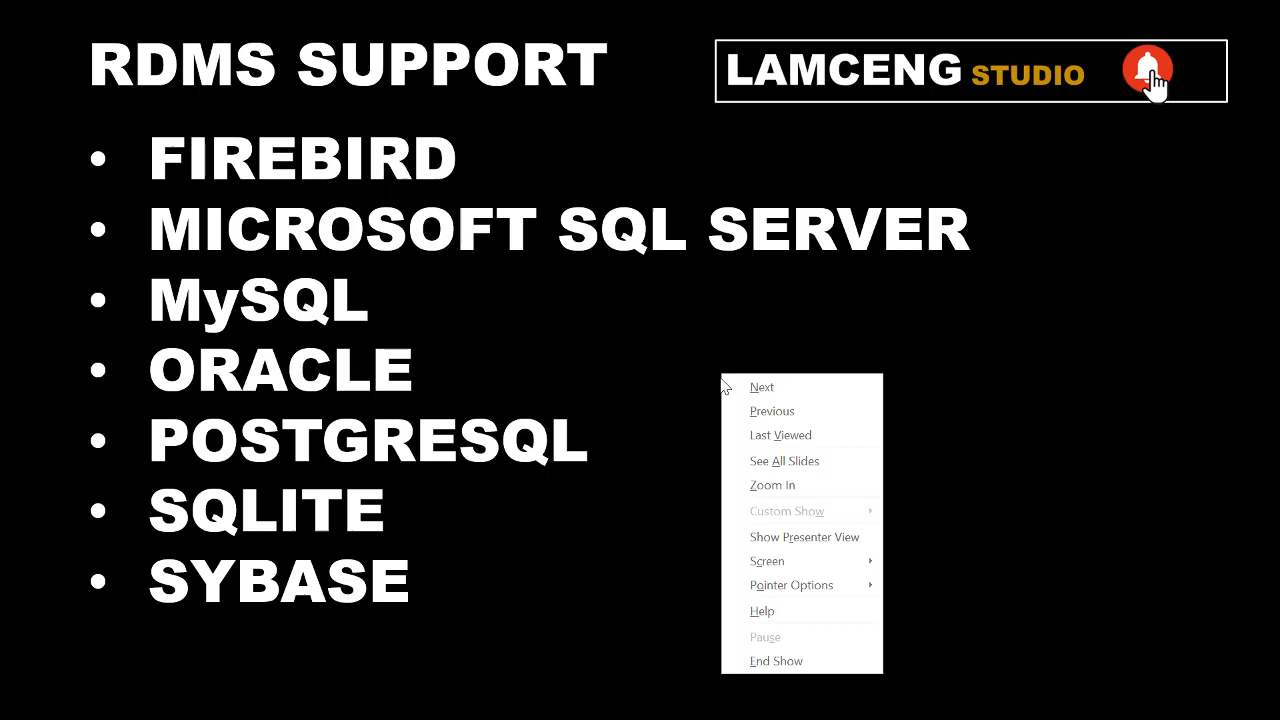 RDMS SUPPORT
LAMCENG STUDIO
• FIREBIRD
• MICROSOFT SQL SERVER
• MySQL
• ORACLE
• POSTGRESQL
• SQLITE
• SYBASE
Next
Previous
Last Viewed
See All Slides
Zoom In
Custom Show
Show Presenter View
Screen
Pointer Options
Help
Pause
End Show